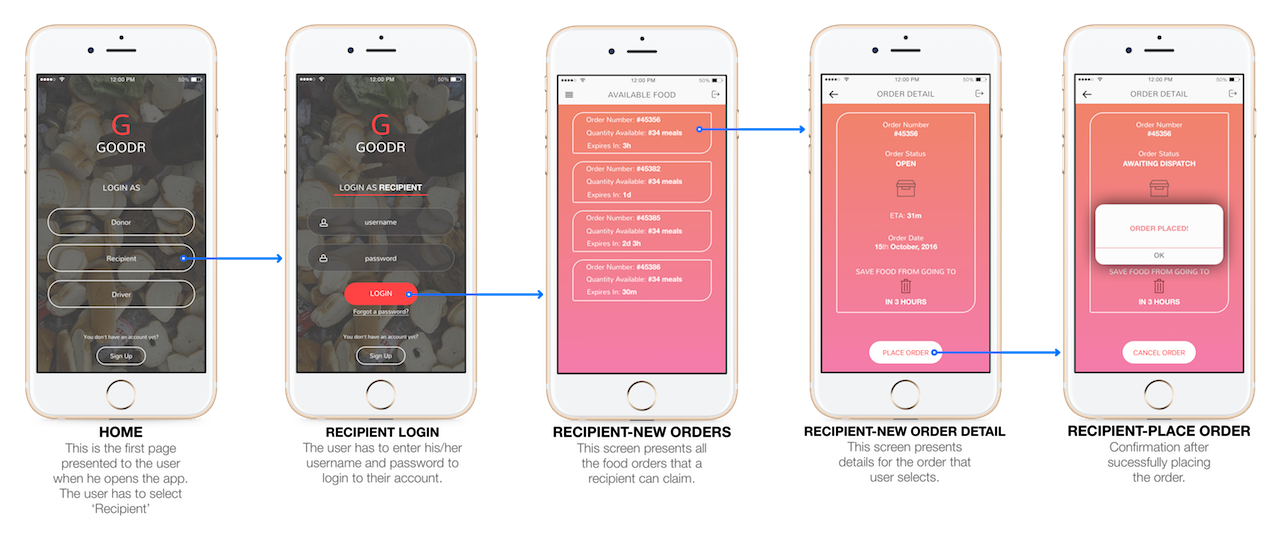 12:00 PM
50%
G
GOODR
LOGIN AS
Donor
Recipient
Driver
You don't have an account yet?
Sign Up
HOME
This is the first page
presented to the user
when he opens the app.
The user has to select
‘Recipient’
12:00 PM
50%
G
GOODR
LOGIN AS RECIPIENT
username
password
LOGIN
Forgot a password?
You don't have an account yet?
Sign Up
RECIPIENT LOGIN
The user has to enter his/her
username and password to
login to their account.
12:00 PM
50%
AVAILABLE FOOD
Order Number: #45356
Quantity Available: #34 meals
Expires In: 3h
Order Number: #45382
Quantity Available: #34 meals
Expires In: 1d
Order Number: #45385
Quantity Available: #34 meals
Expires In: 2d 3h
Order Number: #45386
Quantity Available: #34 meals
Expires In: 30m
RECIPIENT-NEW ORDERS
This screen presents all
the food orders that a
recipient can claim.
12:00 PM
50%
ORDER DETAIL
Order Number
#45356
Order Status
OPEN
ETA: 31m
Order Date
15th October, 2016
SAVE FOOD FROM GOING TO
IN 3 HOURS
PLACE ORDER
RECIPIENT-NEW ORDER DETAIL
This screen presents
details for the order that
user selects.
12:00 PM
50%
ORDER DETAIL
Order Number
#45356
Order Status
AWAITING DISPATCH
ORDER PLACED!
OK
SAVE FOOD FROM GOING TO
IN 3 HOURS
CANCEL ORDER
RECIPIENT-PLACE ORDER
Confirmation after
sucessfully placing
the order.